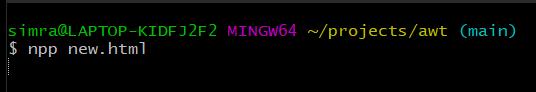 simra@LAPTOP-KIDFJ2F2 MINGW64 ~/projects/awt (main)
$ npp new.html